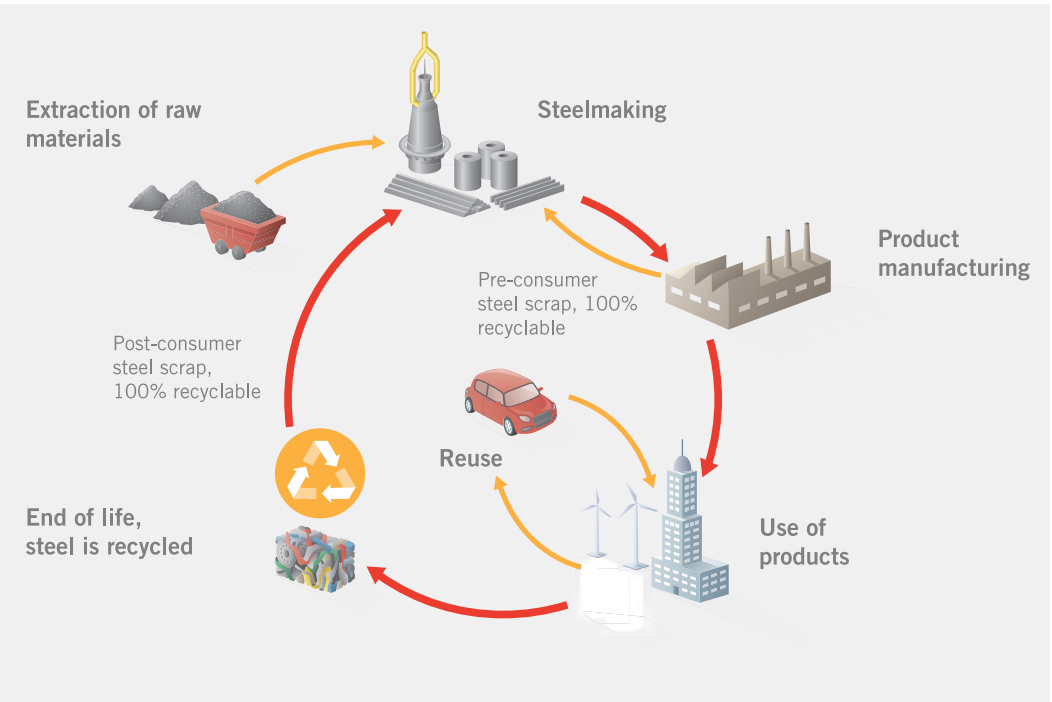 Extraction of raw
materials
Steelmaking
Product
manufacturing
Pre-consumer
steel scrap, 100%
recyclable
Post-consumer
steel scrap,
100% recyclable
Reuse
End of life,
steel is recycled
Use of
products